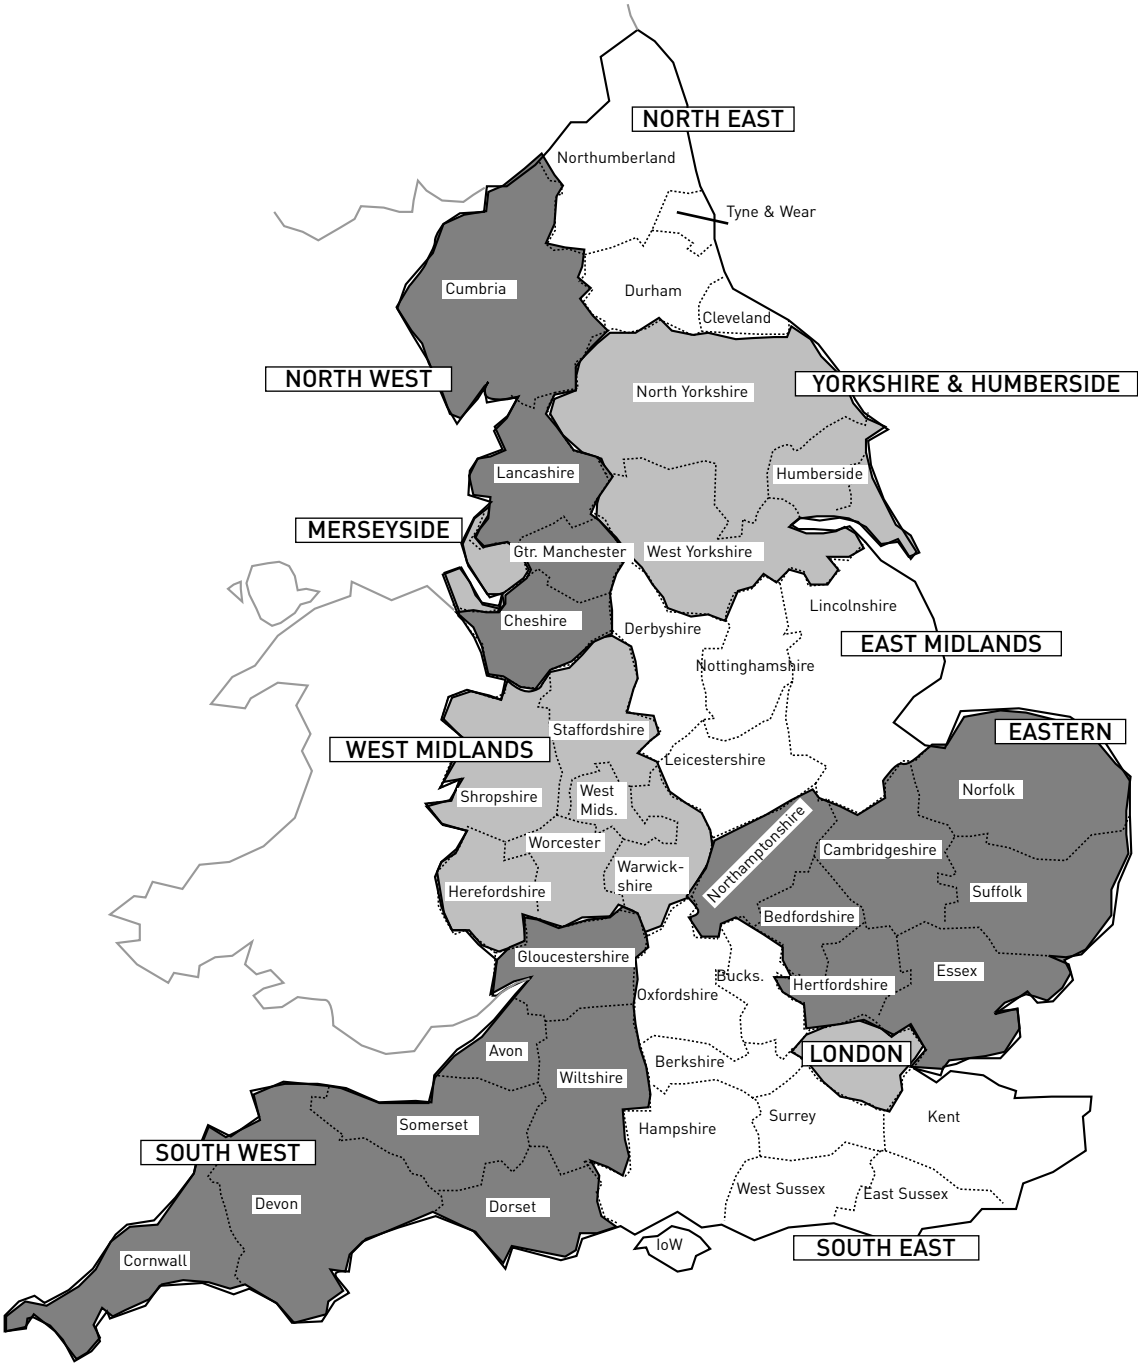 NORTH EAST
Northumberland
Tyne & Wear
Cumbria
Durham
Cleveland
NORTH WEST
YORKSHIRE & HUMBERSIDE
North Yorkshire
Lancashire
Humberside
MERSEYSIDE
Gtr. Manchester
West Yorkshire
Lincolnshire
Cheshire
Derbyshire
EAST MIDLANDS
Nottinghamshire
Staffordshire
EASTERN
WEST MIDLANDS
Leicestershire
Norfolk
Shropshire
West
Mids.
Worcester
Northamptonshire
Cambridgeshire
Warwick-
shire
Herefordshire
Suffolk
Bedfordshire
Gloucestershire
Bucks.
Essex
Hertfordshire
Oxfordshire
Avon
LONDON
Berkshire
Wiltshire
Somerset
Hampshire
Surrey
Kent
SOUTH WEST
West Sussex
East Sussex
Devon
Dorset
IoW
SOUTH EAST
Cornwall